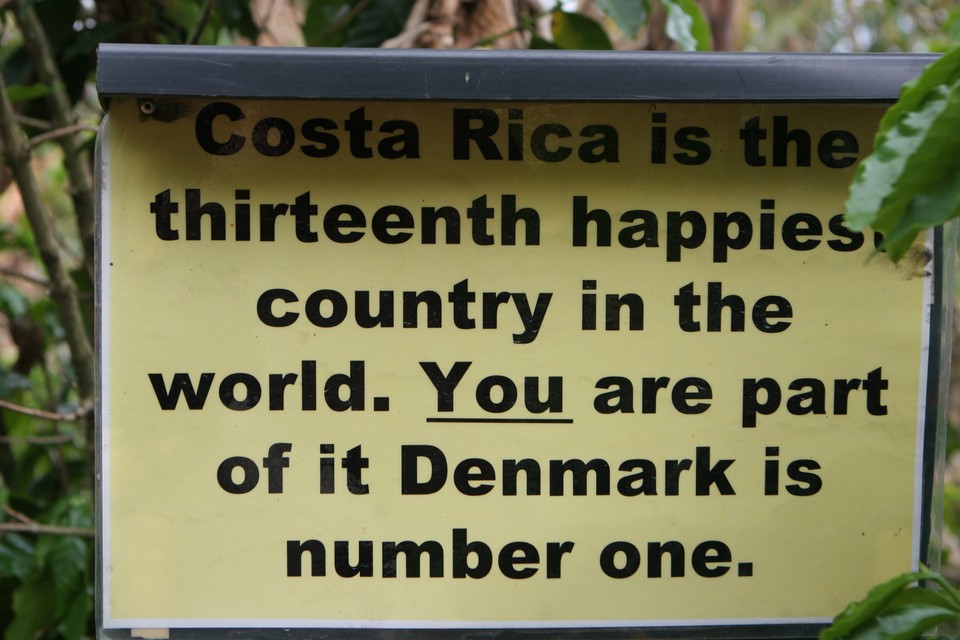 Costa Rica is the
thirteenth happiest
country in the
world. You are part
of it Denmark is
number one.